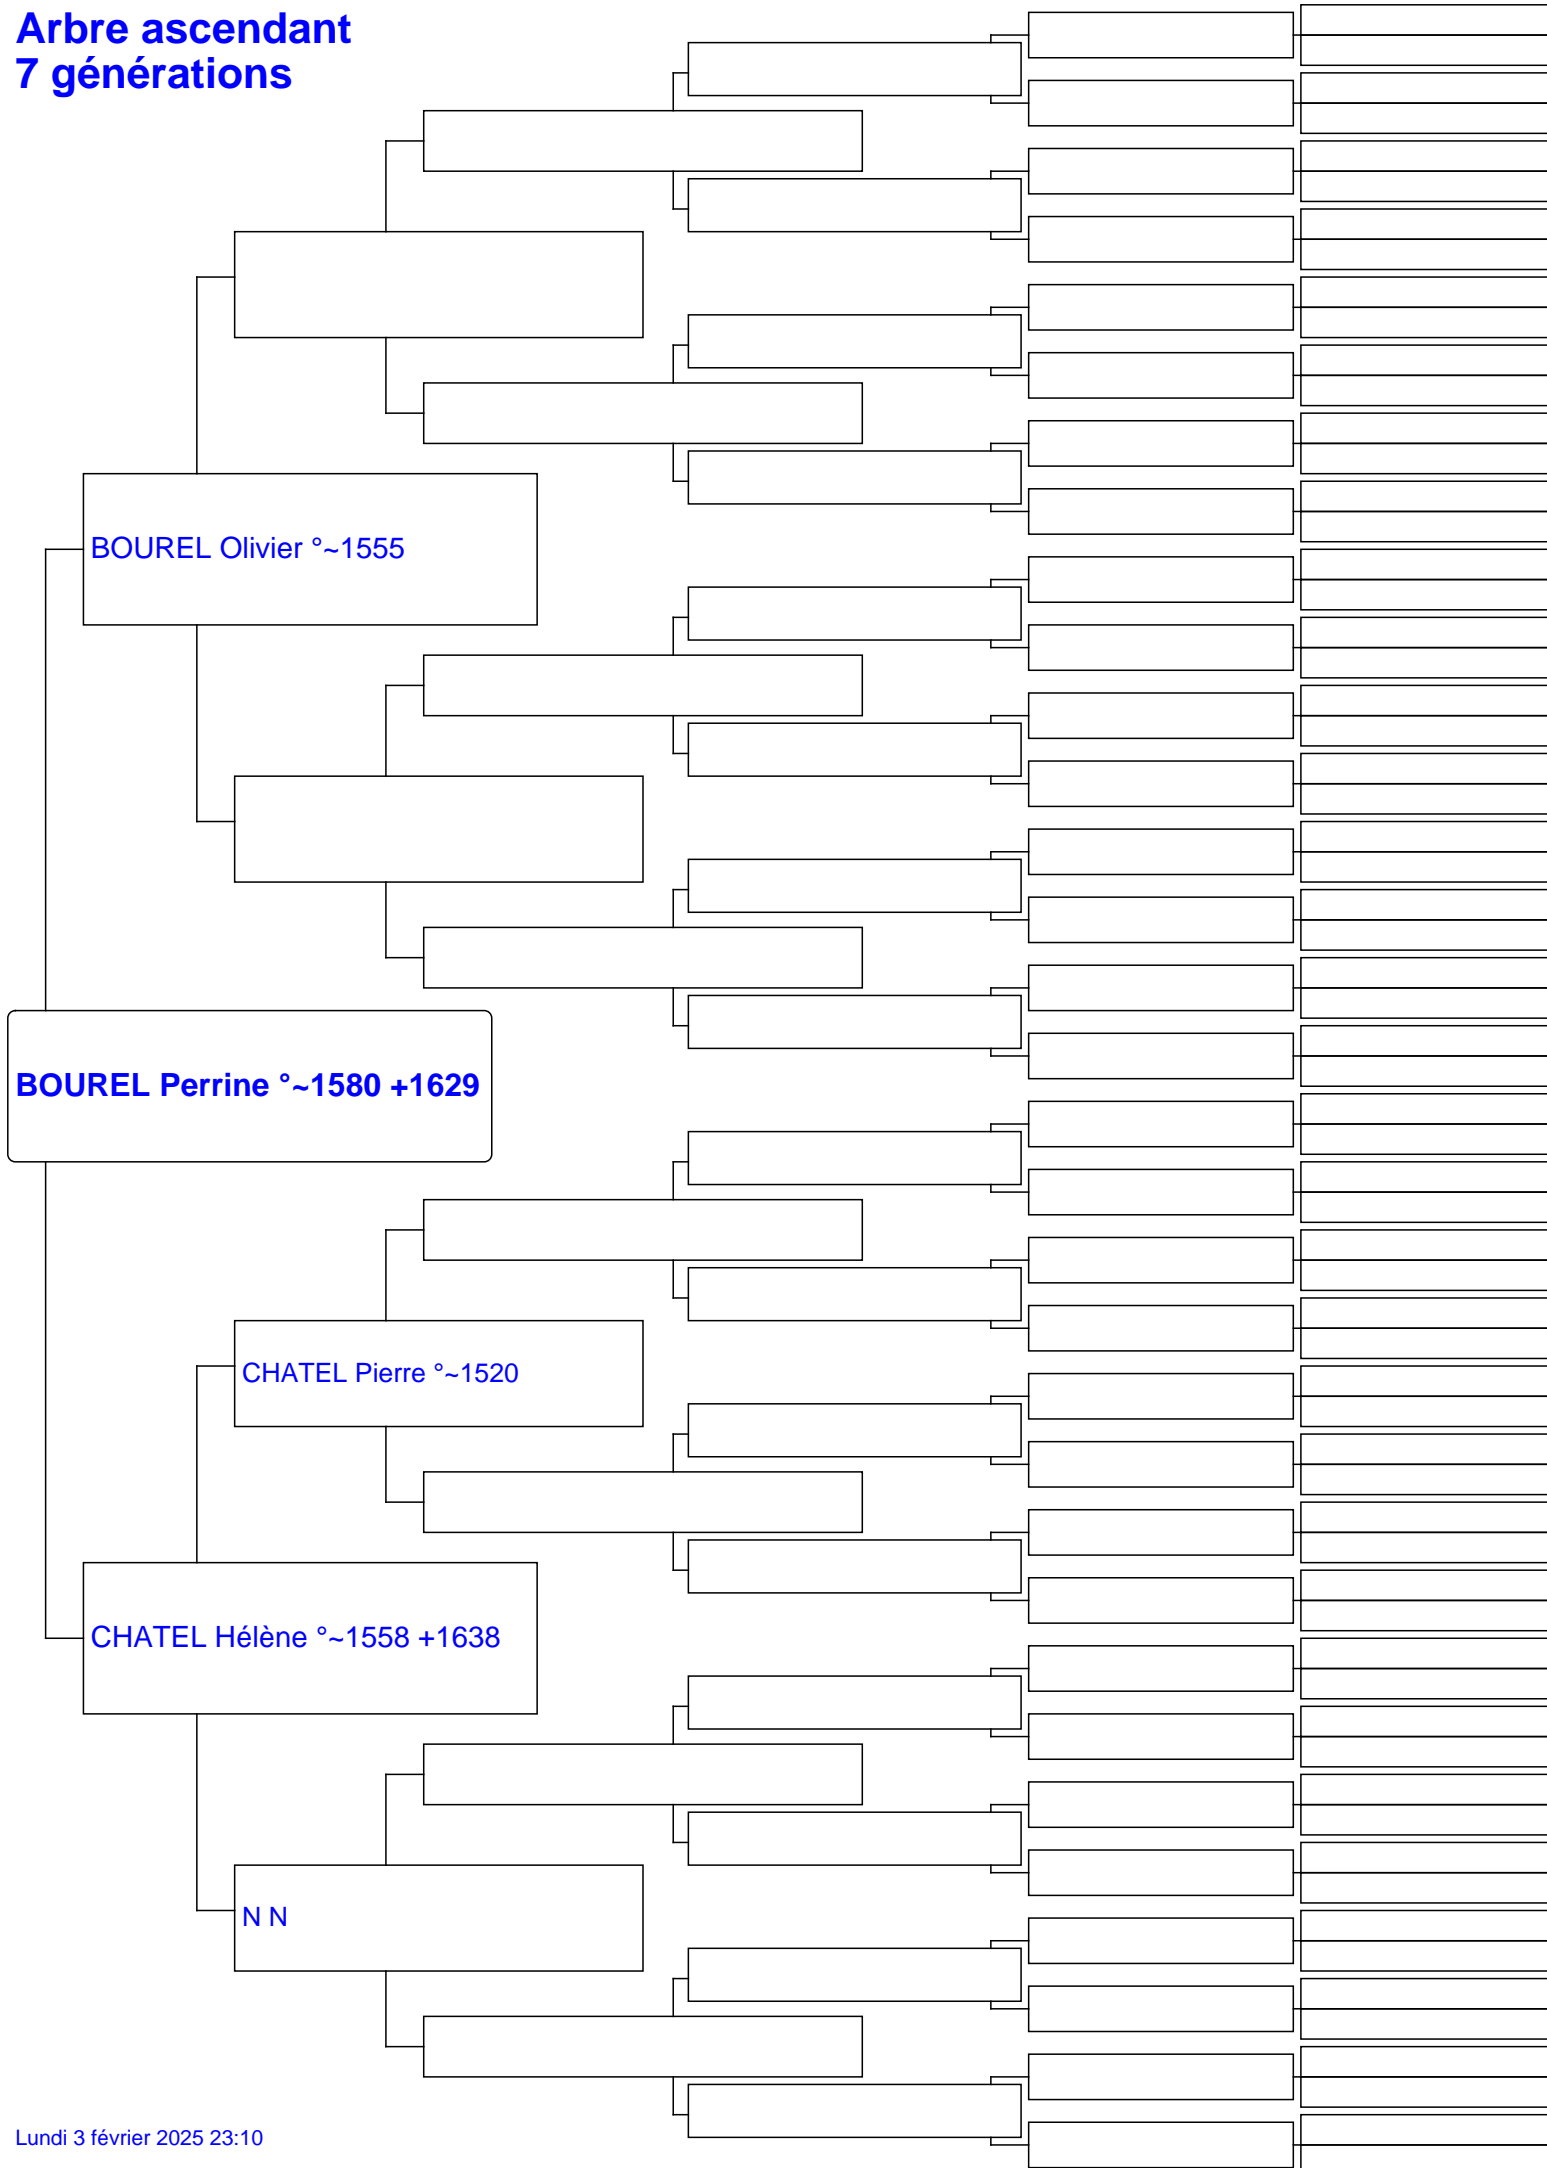 Arbre ascendant
7 générations
BOUREL Olivier °~1555
BOUREL Perrine °~1580 +1629
CHATEL Pierre °~1520
CHATEL Hélène °~1558 +1638
N N
Lundi 3 février 2025 23:10